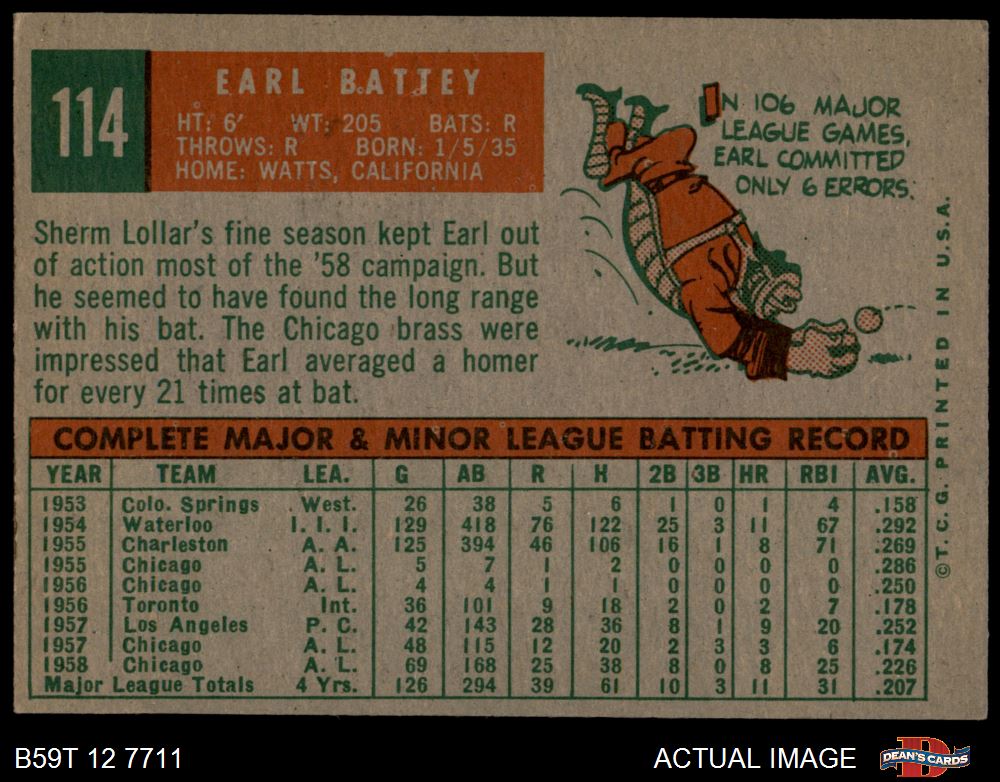 114
EARL BATTEY
HT: 6' WT: 205 BATS: R
THROWS: R BORN: 1/5/35
HOME: WATTS, CALIFORNIA
IN 106 MAJOR
LEAGUE GAMES,
EARL COMMITTED
ONLY 6 ERRORS.
Sherm Lollar's fine season kept Earl out
of action most of the '58 campaign. But
he seemed to have found the long range
with his bat. The Chicago brass were
impressed that Earl averaged a homer
for every 21 times at bat.
COMPLETE MAJOR & MINOR LEAGUE BATTING RECORD
YEAR TEAM LEA. G AB R H 2B 3B HR RBI AVG.
1953 Colo. Springs West. 26 38 5 6 1 0 1 4 .158
1954 Waterloo I. I. I. 129 418 76 122 25 3 11 67 .292
1955 Charleston A. A. 125 394 46 106 16 1 8 71 .269
1955 Chicago A. L. 5 7 1 2 0 0 0 0 .286
1956 Chicago A. L. 4 4 1 1 0 0 0 0 .250
1956 Toronto Int. 36 101 9 18 2 0 2 7 .178
1957 Los Angeles P. C. 42 143 28 36 8 1 9 20 .252
1957 Chicago A. L. 48 115 12 20 2 3 3 6 .174
1958 Chicago A. L. 69 168 25 38 8 0 8 25 .226
Major League Totals 4 Yrs. 126 294 39 61 10 3 11 31 .207
©T.C.G. PRINTED IN U.S.A.
B59T 12 7711
ACTUAL IMAGE
DEAN'S CARDS